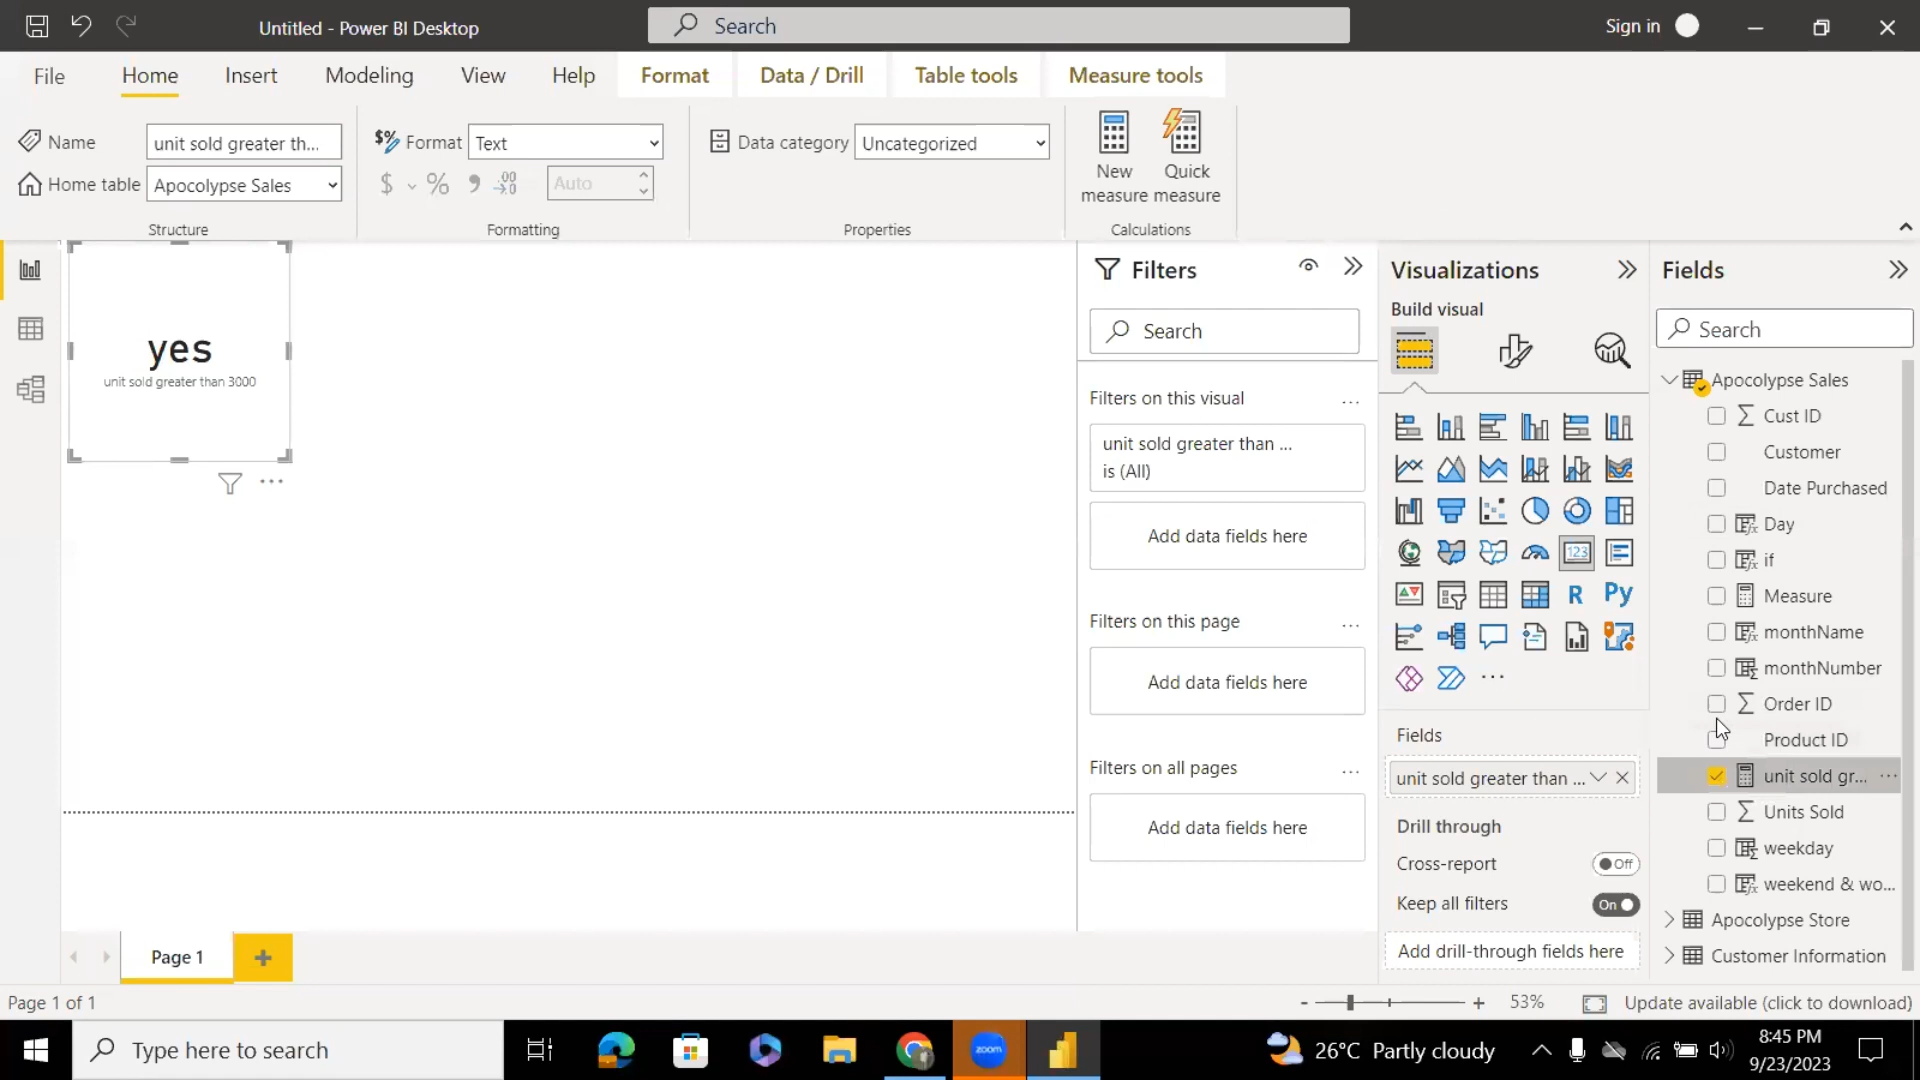 Untitled - Power BI Desktop
Search
Sign in
File
Home
Insert
Modeling
View
Help
Format
Data / Drill
Table tools
Measure tools
Name
unit sold greater th...
Home table
Apocolypse Sales
Structure
Format
Text
$
%
Auto
Formatting
Data category
Uncategorized
Properties
New
measure
Quick
measure
Calculations
yes
unit sold greater than 3000
Filters
Search
Filters on this visual
...
unit sold greater than ...
is (All)
Add data fields here
Filters on this page
...
Add data fields here
Filters on all pages
...
Add data fields here
Visualizations
Build visual
123
R
Py
...
Fields
unit sold greater than ...
Drill through
Cross-report
Off
Keep all filters
On
Add drill-through fields here
Fields
Search
Apocolypse Sales
Cust ID
Customer
Date Purchased
Day
if
Measure
monthName
monthNumber
Order ID
Product ID
unit sold gr...
...
Units Sold
weekday
weekend & wo...
Apocolypse Store
Customer Information
Page 1
+
Page 1 of 1
- + 53%
Update available (click to download)
Type here to search
zoom
26°C Partly cloudy
8:45 PM
9/23/2023